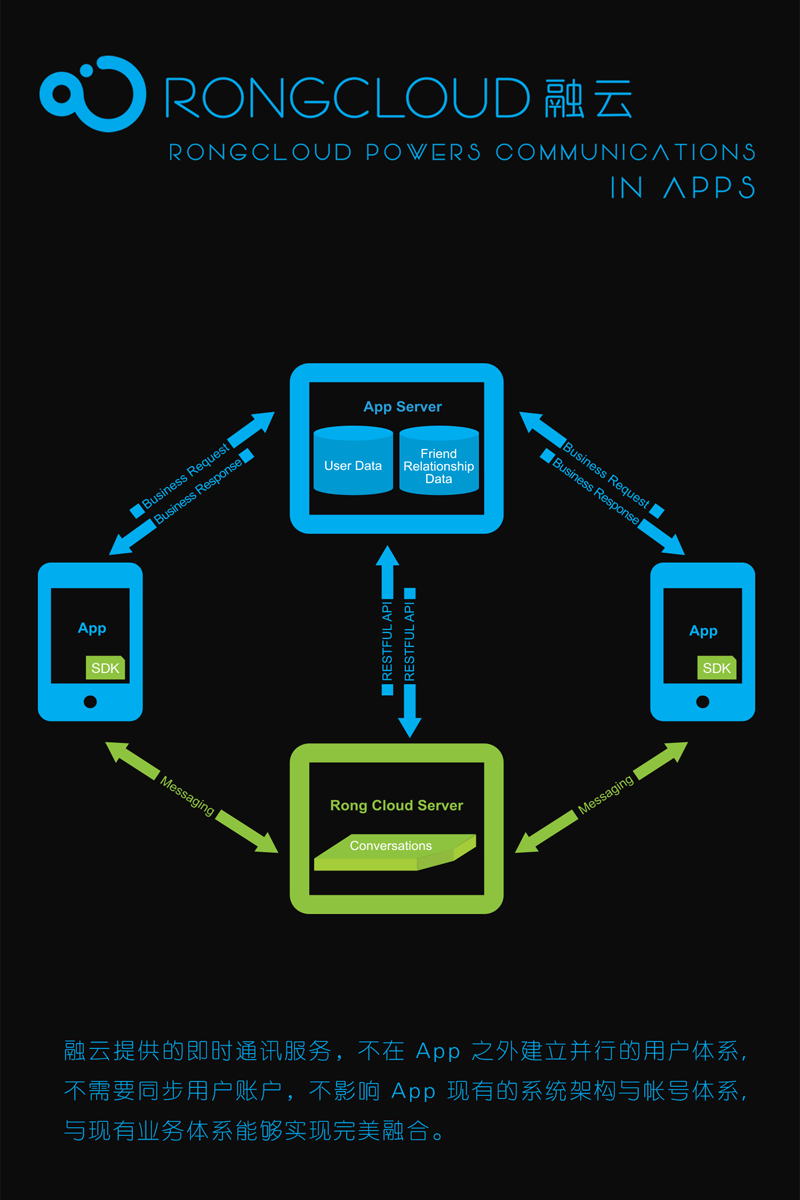 RONGCLOUD 融云
RONGCLOUD POWERS COMMUNICATIONS
IN APPS
App Server
User Data
Friend
Relationship
Data
Business Request
Business Response
Business Request
Business Response
App
SDK
RESTFUL API
RESTFUL API
App
SDK
Messaging
Messaging
Rong Cloud Server
Conversations
融云提供的即时通讯服务，不在 App 之外建立并行的用户体系，
不需要同步用户账户，不影响 App 现有的系统架构与帐号体系，
与现有业务体系能够实现完美融合。